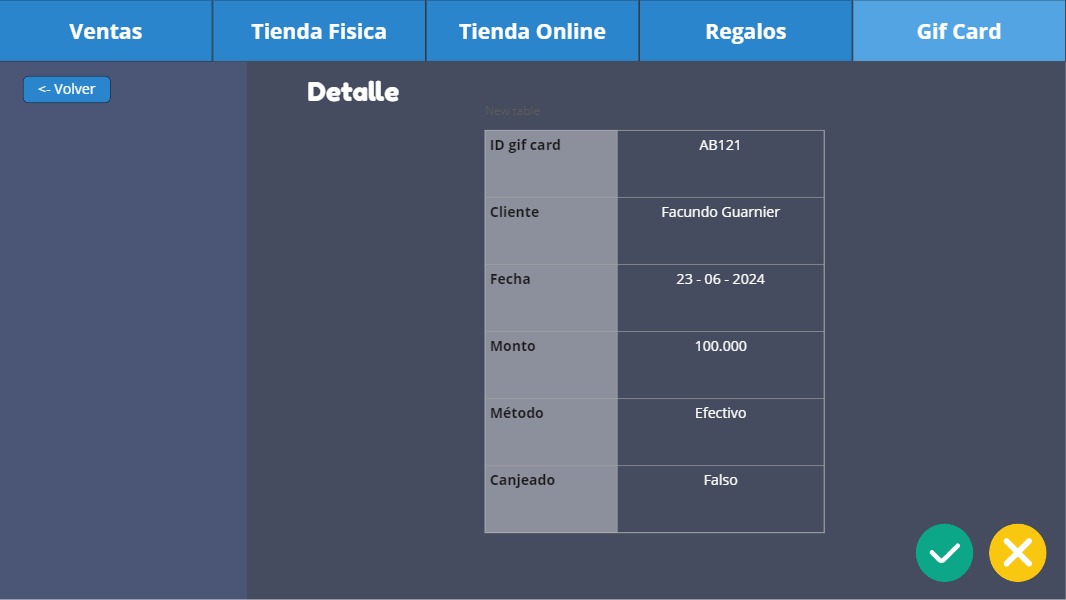 Ventas Tienda Fisica Tienda Online Regalos Gif Card
<- Volver
Detalle
New table
ID gif card AB121
Cliente Facundo Guarnier
Fecha 23 - 06 - 2024
Monto 100.000
Método Efectivo
Canjeado Falso